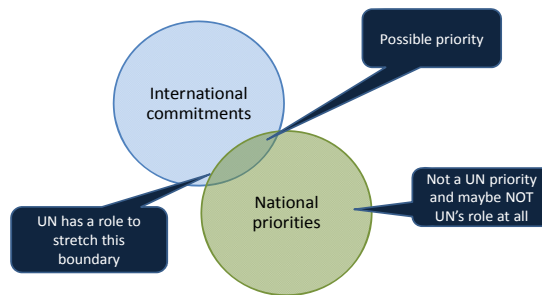 Possible priority
International
commitments
National
priorities
Not a UN priority
and maybe NOT
UN's role at all
UN has a role to
stretch this
boundary